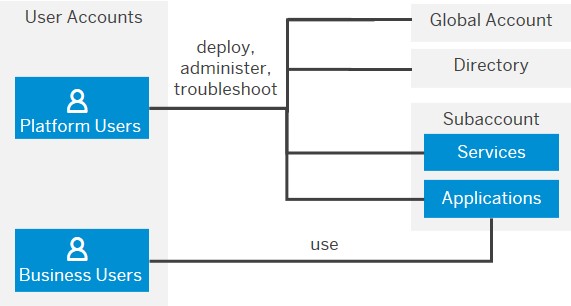 User Accounts
deploy,
administer,
troubleshoot
Platform Users
Business Users
use
Global Account
Directory
Subaccount
Services
Applications